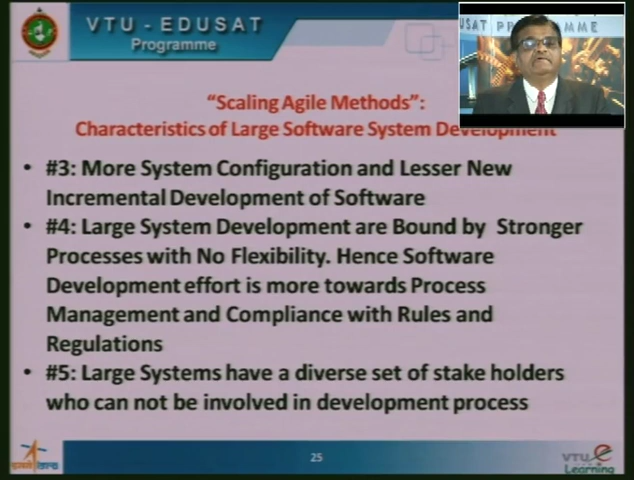 VTU - EDUSAT
Programme
USAT PR MME
"Scaling Agile Methods":
Characteristics of Large Software System Development
• #3: More System Configuration and Lesser New
Incremental Development of Software
• #4: Large System Development are Bound by Stronger
Processes with No Flexibility. Hence Software
Development effort is more towards Process
Management and Compliance with Rules and
Regulations
• #5: Large Systems have a diverse set of stake holders
who can not be involved in development process
25
VTU e
Learning